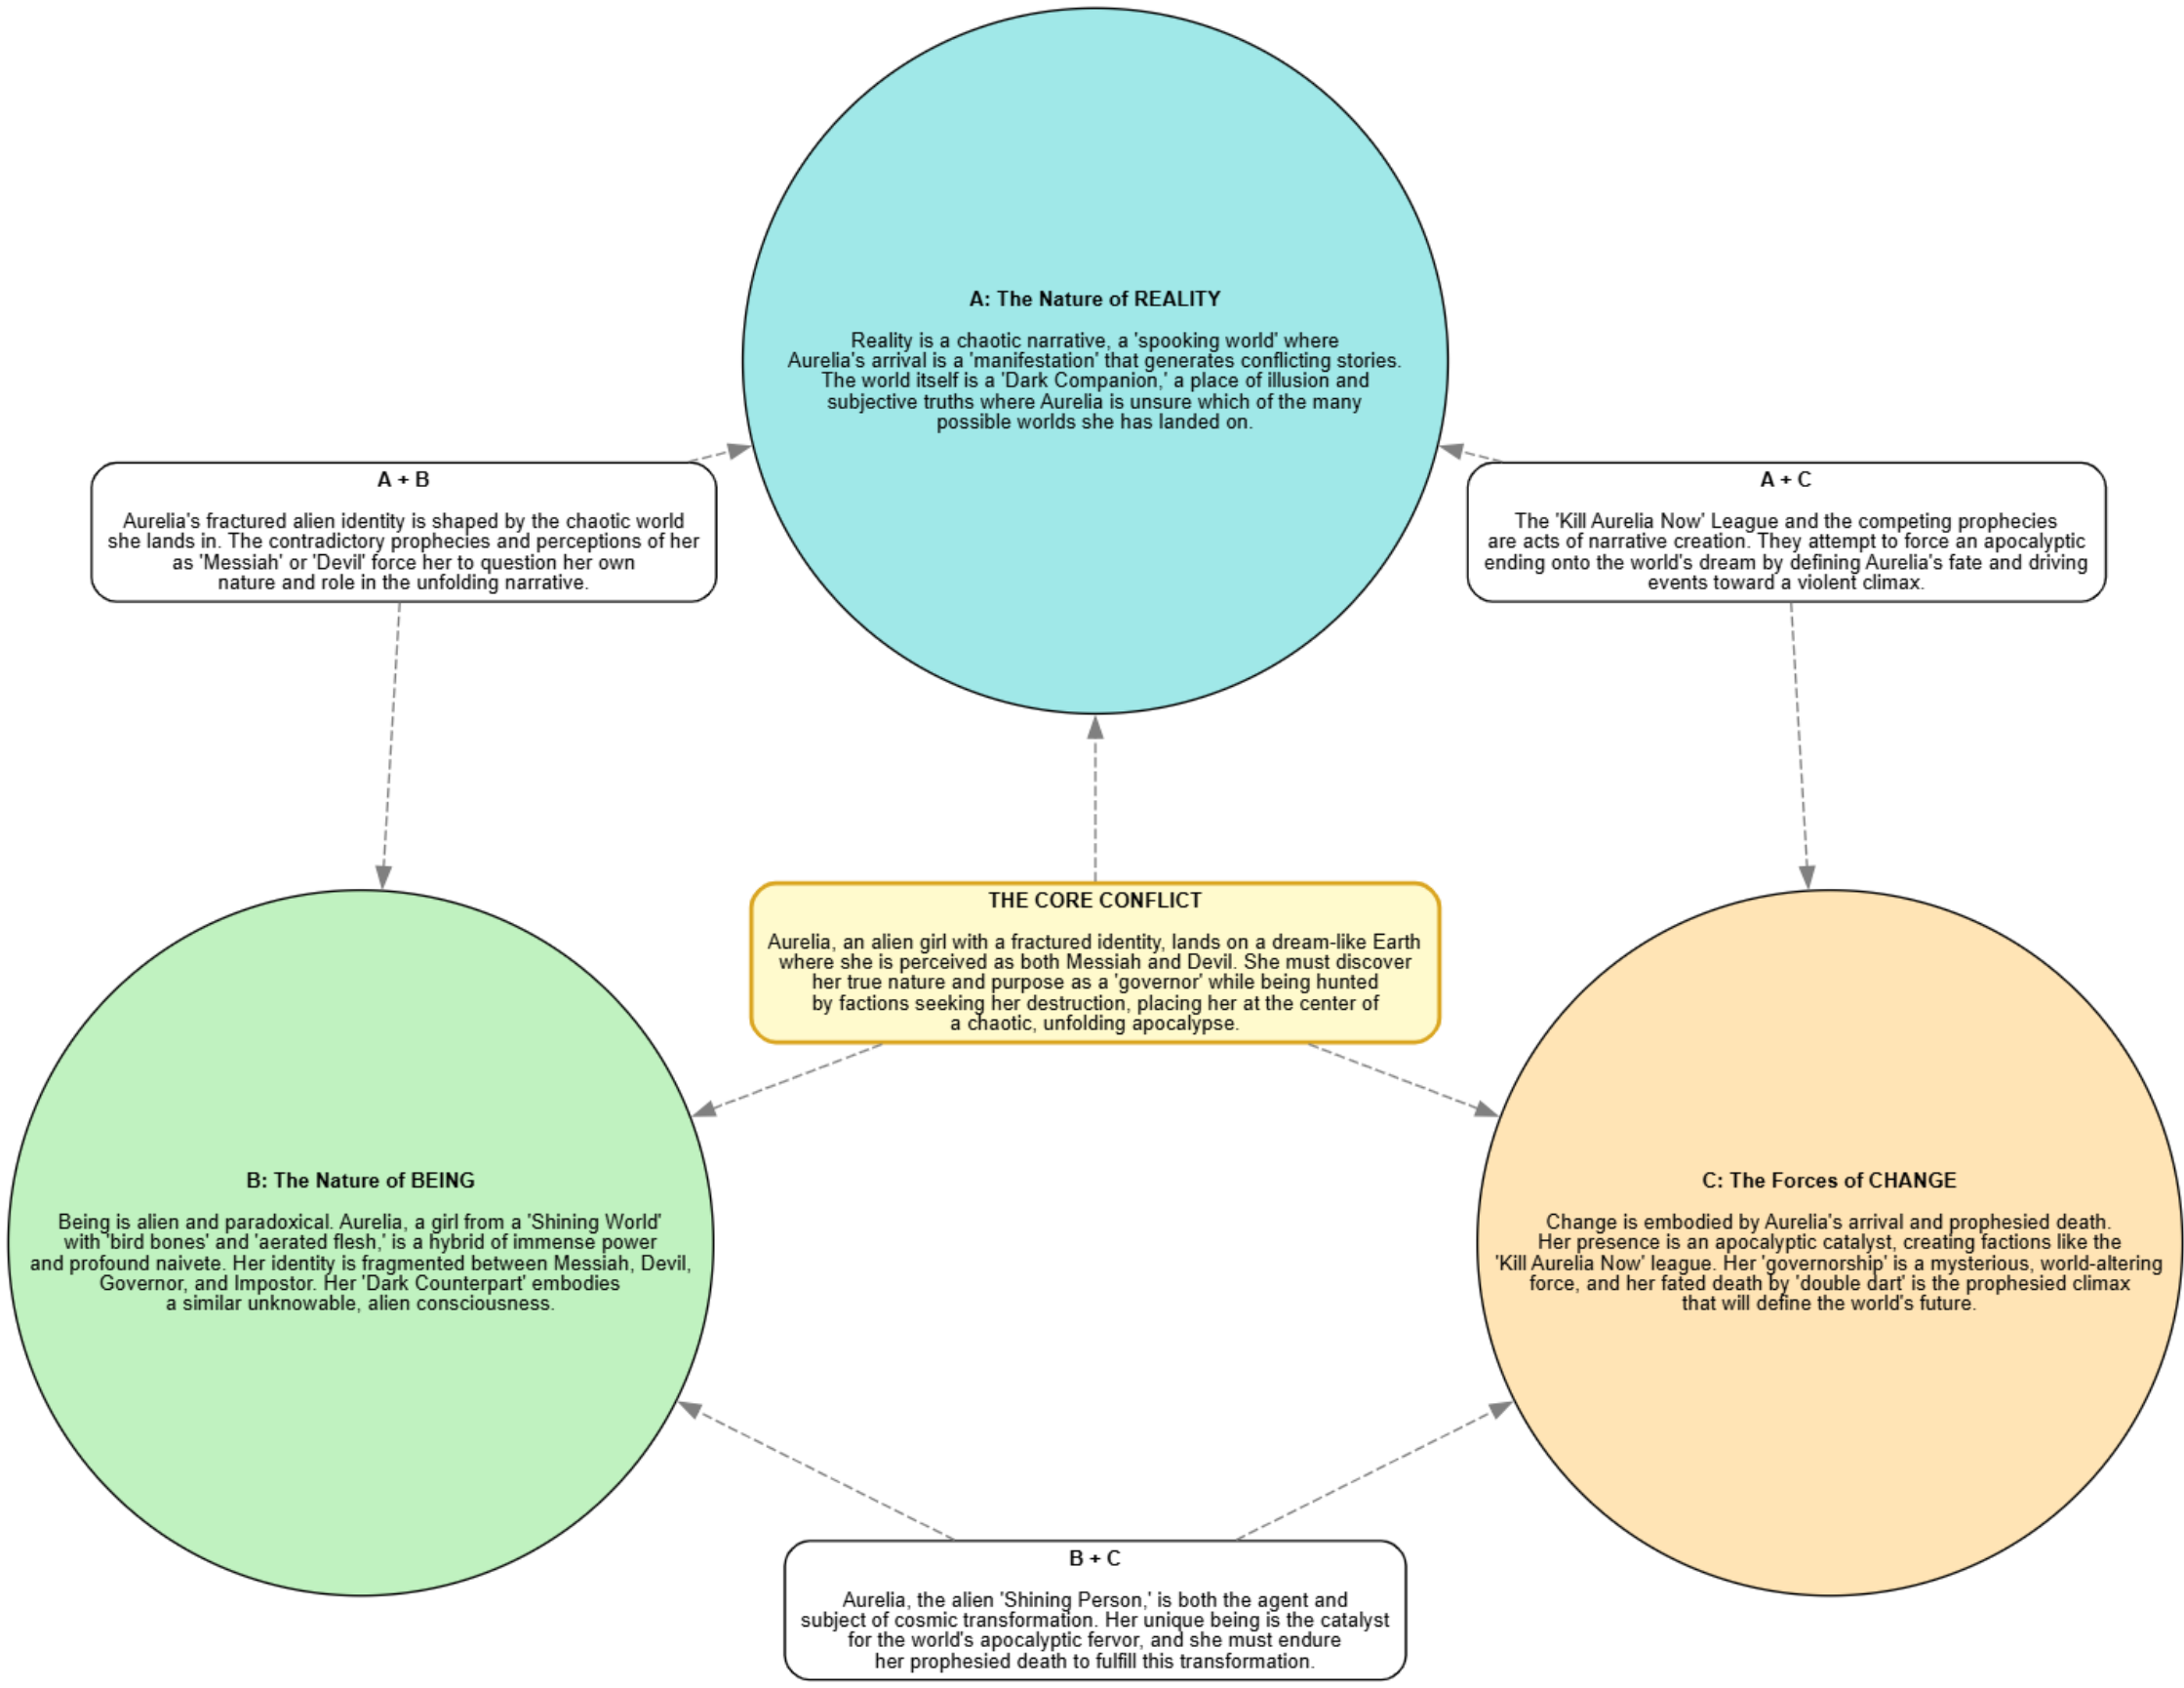 A: The Nature of REALITY
Reality is a chaotic narrative, a 'spooking world' where
Aurelia's arrival is a 'manifestation' that generates conflicting stories.
The world itself is a 'Dark Companion,' a place of illusion and
subjective truths where Aurelia is unsure which of the many
possible worlds she has landed on.
A + B
Aurelia's fractured alien identity is shaped by the chaotic world
she lands in. The contradictory prophecies and perceptions of her
as 'Messiah' or 'Devil' force her to question her own
nature and role in the unfolding narrative.
A + C
The 'Kill Aurelia Now' League and the competing prophecies
are acts of narrative creation. They attempt to force an apocalyptic
ending onto the world's dream by defining Aurelia's fate and driving
events toward a violent climax.
THE CORE CONFLICT
Aurelia, an alien girl with a fractured identity, lands on a dream-like Earth
where she is perceived as both Messiah and Devil. She must discover
her true nature and purpose as a 'governor' while being hunted
by factions seeking her destruction, placing her at the center of
a chaotic, unfolding apocalypse.
B: The Nature of BEING
Being is alien and paradoxical. Aurelia, a girl from a 'Shining World'
with 'bird bones' and 'aerated flesh,' is a hybrid of immense power
and profound naivete. Her identity is fragmented between Messiah, Devil,
Governor, and Impostor. Her 'Dark Counterpart' embodies
a similar unknowable, alien consciousness.
C: The Forces of CHANGE
Change is embodied by Aurelia's arrival and prophesied death.
Her presence is an apocalyptic catalyst, creating factions like the
'Kill Aurelia Now' league. Her 'governorship' is a mysterious, world-altering
force, and her fated death by 'double dart' is the prophesied climax
that will define the world's future.
B + C
Aurelia, the alien 'Shining Person,' is both the agent and
subject of cosmic transformation. Her unique being is the catalyst
for the world's apocalyptic fervor, and she must endure
her prophesied death to fulfill this transformation.